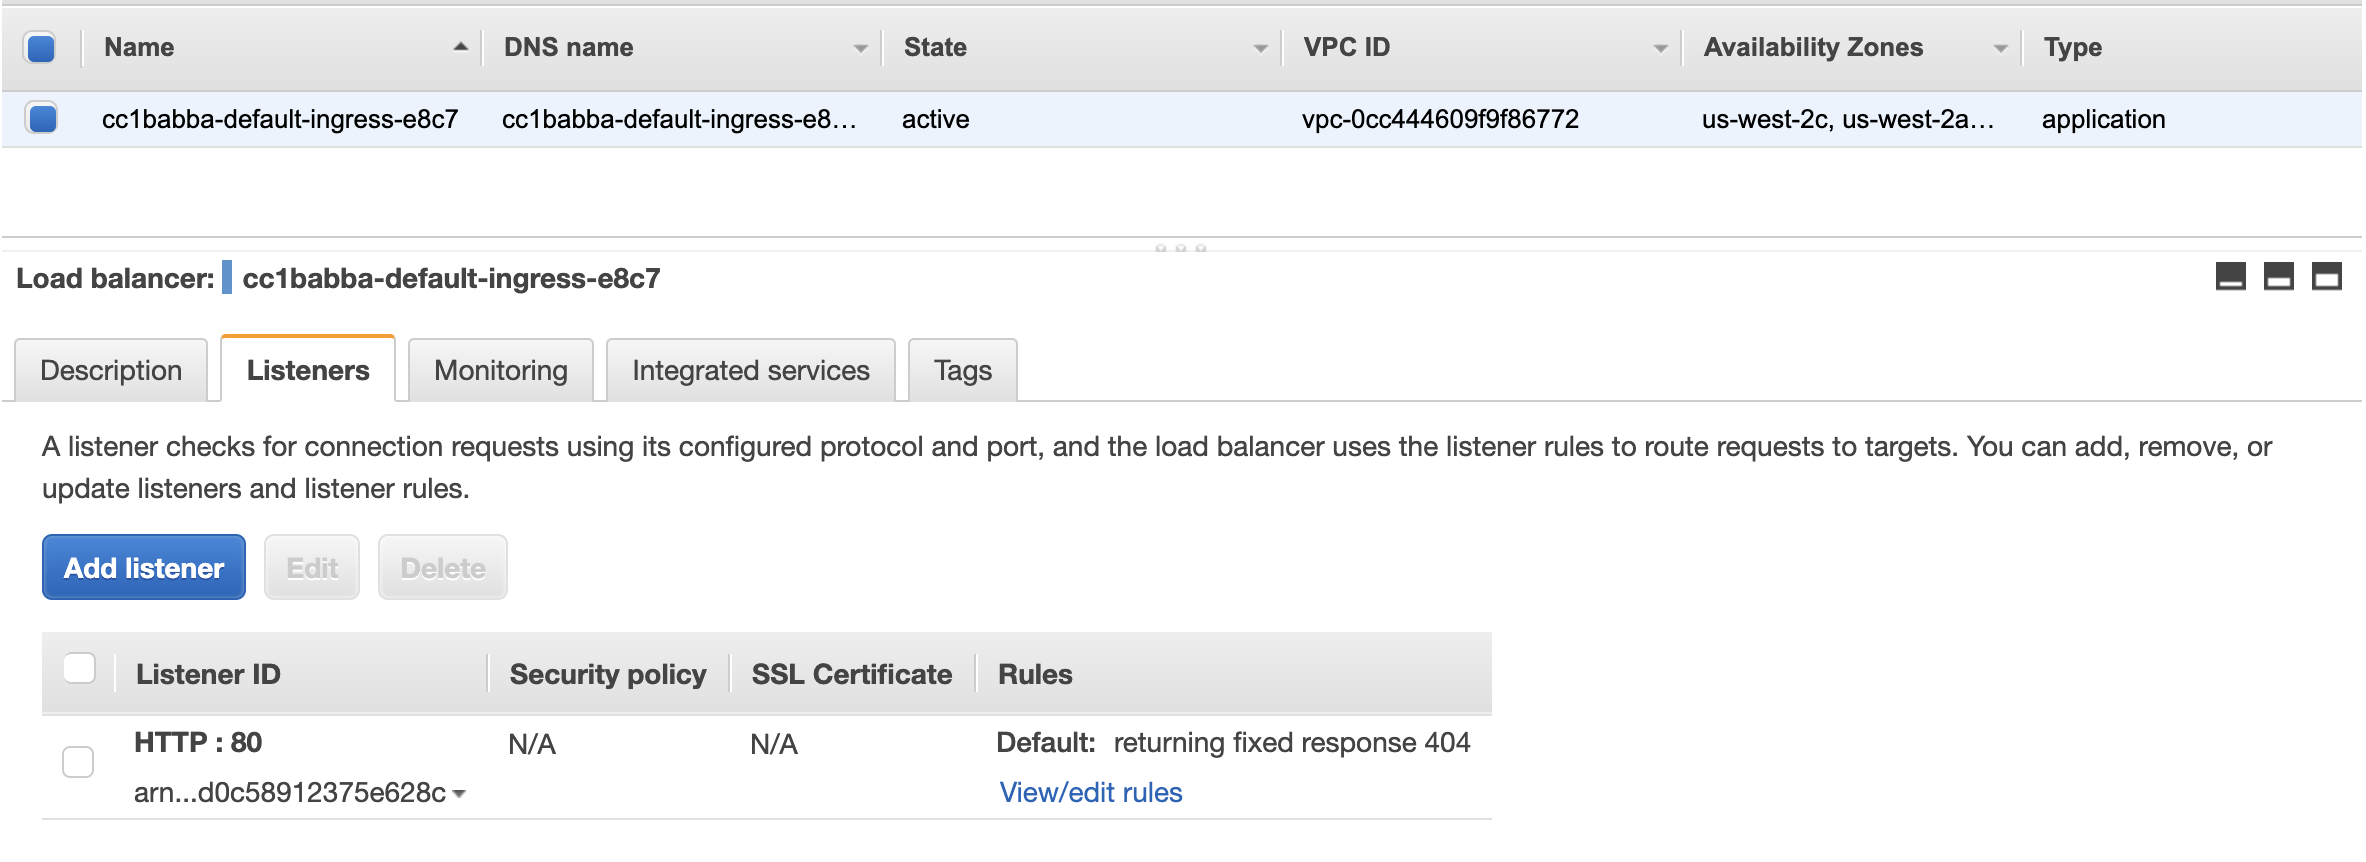 Name DNS name State VPC ID Availability Zones Type
cc1babba-default-ingress-e8c7 cc1babba-default-ingress-e8... active vpc-0cc444609f9f86772 us-west-2c, us-west-2a... application
Load balancer: cc1babba-default-ingress-e8c7
Description Listeners Monitoring Integrated services Tags
A listener checks for connection requests using its configured protocol and port, and the load balancer uses the listener rules to route requests to targets. You can add, remove, or
update listeners and listener rules.
Add listener Edit Delete
Listener ID Security policy SSL Certificate Rules
HTTP : 80 N/A N/A Default: returning fixed response 404
arn...d0c58912375e628c View/edit rules